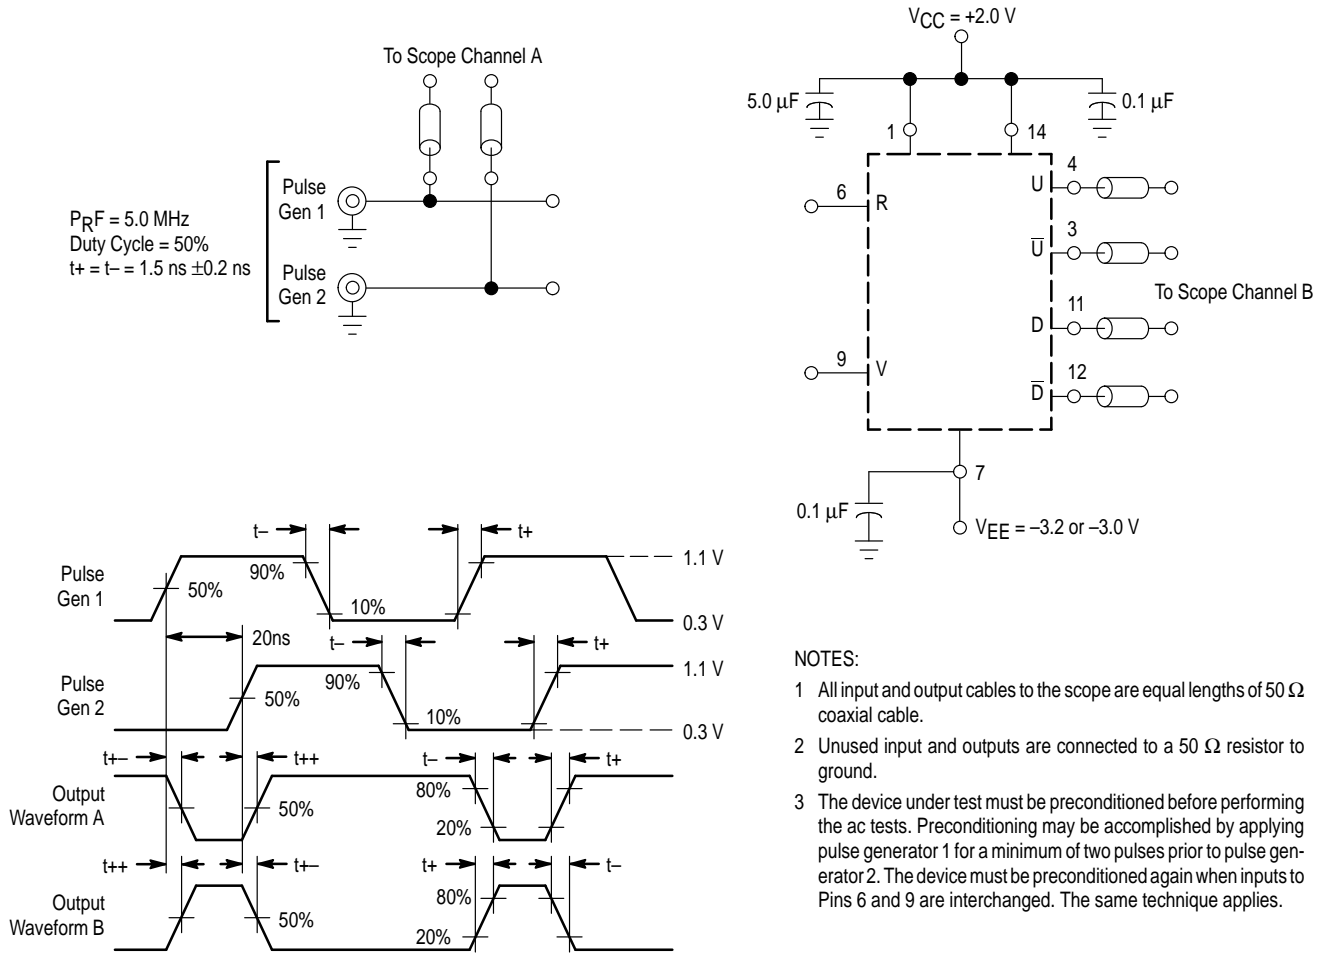 To Scope Channel A
PRF = 5.0 MHz
Duty Cycle = 50%
t+ = t– = 1.5 ns ±0.2 ns
Pulse
Gen 1
Pulse
Gen 2
VCC = +2.0 V
5.0 µF
0.1 µF
1
14
6
R
9
V
U
4
U̅
3
D
11
D̅
12
To Scope Channel B
7
0.1 µF
VEE = –3.2 or –3.0 V
Pulse
Gen 1
50%
90%
t–
10%
t+
1.1 V
0.3 V
20ns
Pulse
Gen 2
50%
90%
t–
10%
t+
1.1 V
0.3 V
Output
Waveform A
t+–
t++
50%
t–
80%
20%
t+
Output
Waveform B
t++
t+–
50%
t+
80%
20%
t–
NOTES:
1 All input and output cables to the scope are equal lengths of 50 Ω
coaxial cable.
2 Unused input and outputs are connected to a 50 Ω resistor to
ground.
3 The device under test must be preconditioned before performing
the ac tests. Preconditioning may be accomplished by applying
pulse generator 1 for a minimum of two pulses prior to pulse gen-
erator 2. The device must be preconditioned again when inputs to
Pins 6 and 9 are interchanged. The same technique applies.